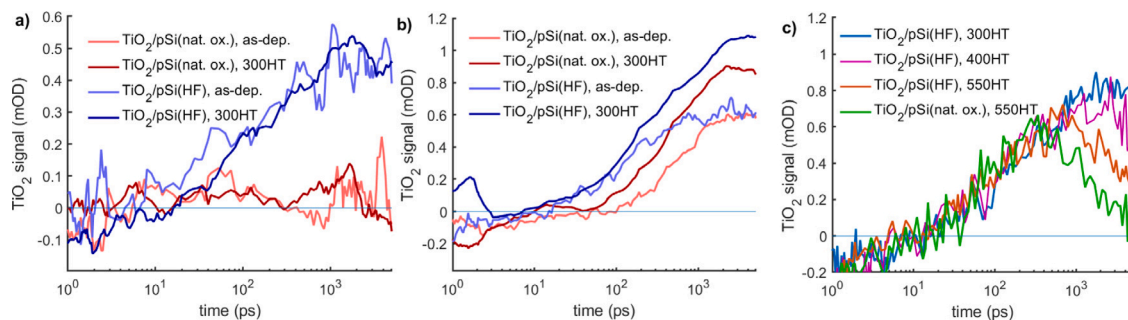 a)
0.6
0.5
0.4
0.3
0.2
0.1
0
-0.1
TiO2 signal (mOD)
TiO2/pSi(nat. ox.), as-dep.
TiO2/pSi(nat. ox.), 300HT
TiO2/pSi(HF), as-dep.
TiO2/pSi(HF), 300HT
10^0 10^1 10^2 10^3
time (ps)
b)
1.2
1
0.8
0.6
0.4
0.2
0
-0.2
TiO2 signal (mOD)
TiO2/pSi(nat. ox.), as-dep.
TiO2/pSi(nat. ox.), 300HT
TiO2/pSi(HF), as-dep.
TiO2/pSi(HF), 300HT
10^0 10^1 10^2 10^3
time (ps)
c)
1.2
1
0.8
0.6
0.4
0.2
0
-0.2
TiO2 signal (mOD)
TiO2/pSi(HF), 300HT
TiO2/pSi(HF), 400HT
TiO2/pSi(HF), 550HT
TiO2/pSi(nat. ox.), 550HT
10^0 10^1 10^2 10^3
time (ps)